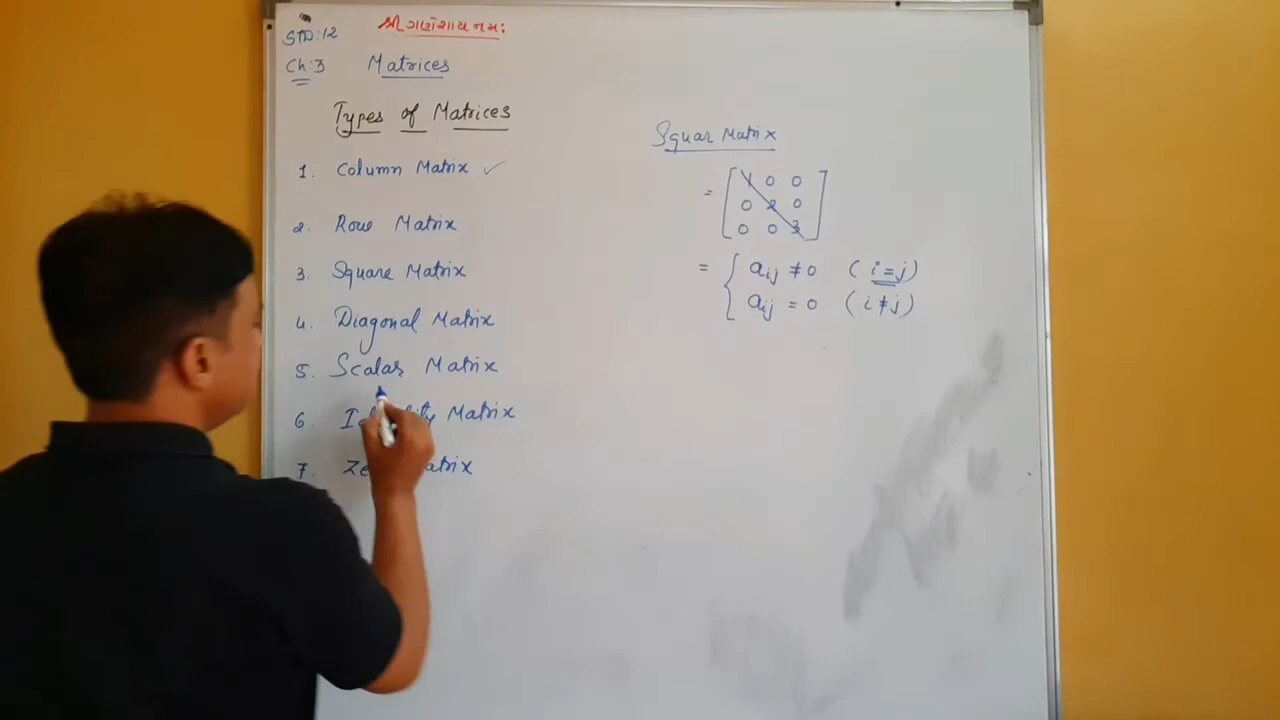 શ્રી ગણેશાય નમઃ
STD:12
Ch:3 Matrices
Types of Matrices
1. Column Matrix ✓
2. Row Matrix
3. Square Matrix
4. Diagonal Matrix
5. Scalar Matrix
6. Matrix
7.
Squar Matrix
= [ 1 0 0
0 2 0
0 0 3 ]
= { aij ≠ 0 (i = j)
aij = 0 (i ≠ j)